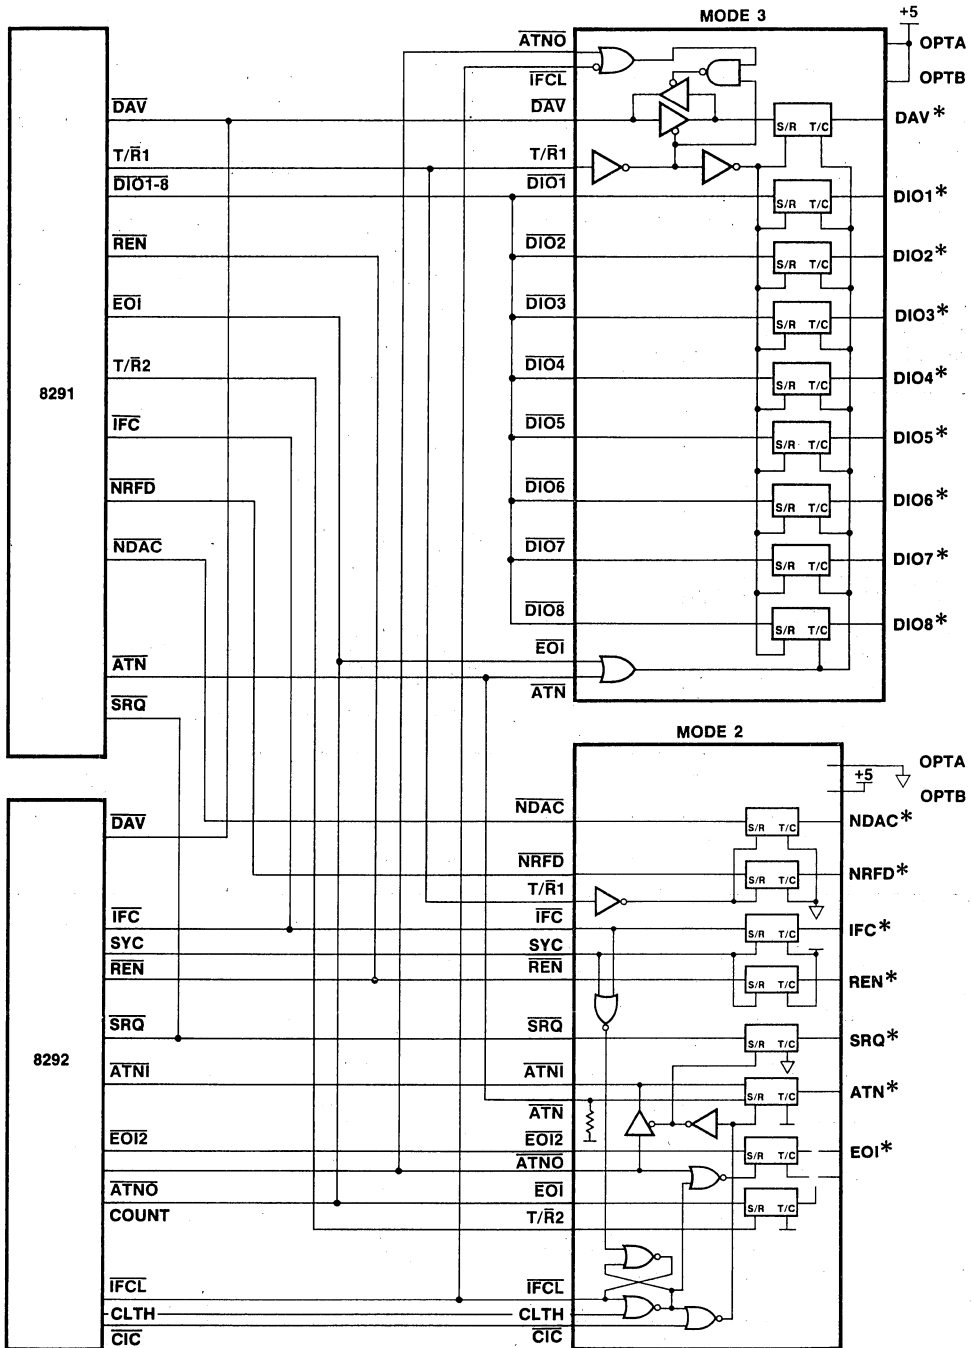 MODE 3
+5
ATNO
OPTA
IFCL
OPTB
DAV
DAV
DAV*
S/R T/C
T/R1
T/R1
DIO1-8
DIO1
S/R T/C
DIO1*
REN
DIO2
S/R T/C
DIO2*
EOI
DIO3
S/R T/C
DIO3*
T/R2
DIO4
S/R T/C
DIO4*
8291
IFC
DIO5
S/R T/C
DIO5*
NRFD
DIO6
S/R T/C
DIO6*
NDAC
DIO7
S/R T/C
DIO7*
DIO8
S/R T/C
DIO8*
EOI
ATN
ATN
SRQ
MODE 2
OPTA
+5
OPTB
DAV
NDAC
S/R T/C
NDAC*
NRFD
S/R T/C
NRFD*
T/R1
IFC
IFC
S/R T/C
IFC*
SYC
SYC
REN
REN
S/R T/C
REN*
SRQ
SRQ
S/R T/C
SRQ*
8292
ATNI
ATNI
S/R T/C
ATN*
ATN
EOI2
EOI2
S/R T/C
EOI*
ATNO
ATNO
EOI
S/R T/C
COUNT
T/R2
IFCL
IFCL
CLTH
CLTH
CIC
CIC